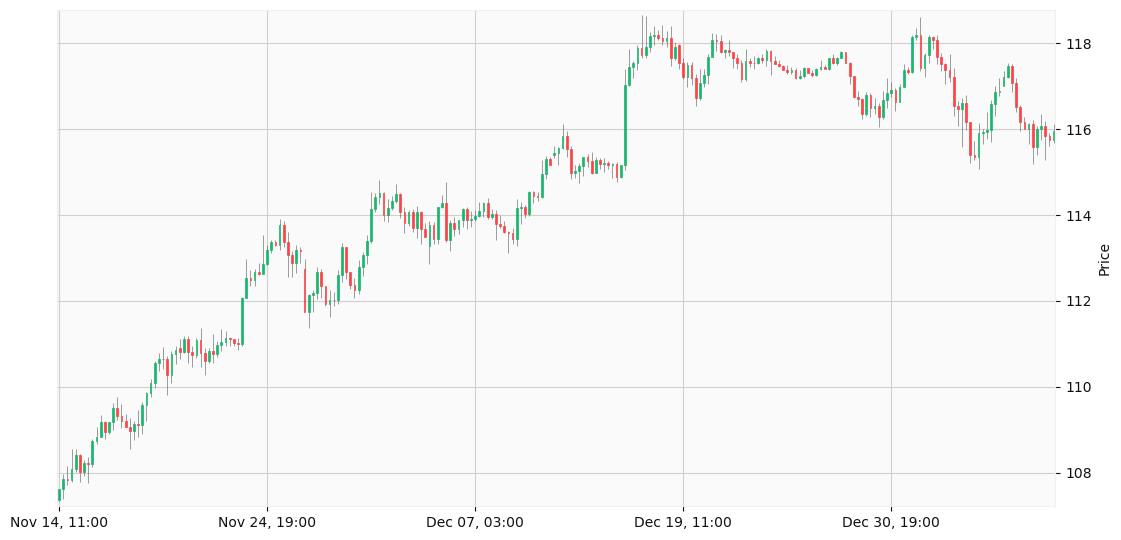 118
116
114
112
110
108
Price
Nov 14, 11:00
Nov 24, 19:00
Dec 07, 03:00
Dec 19, 11:00
Dec 30, 19:00